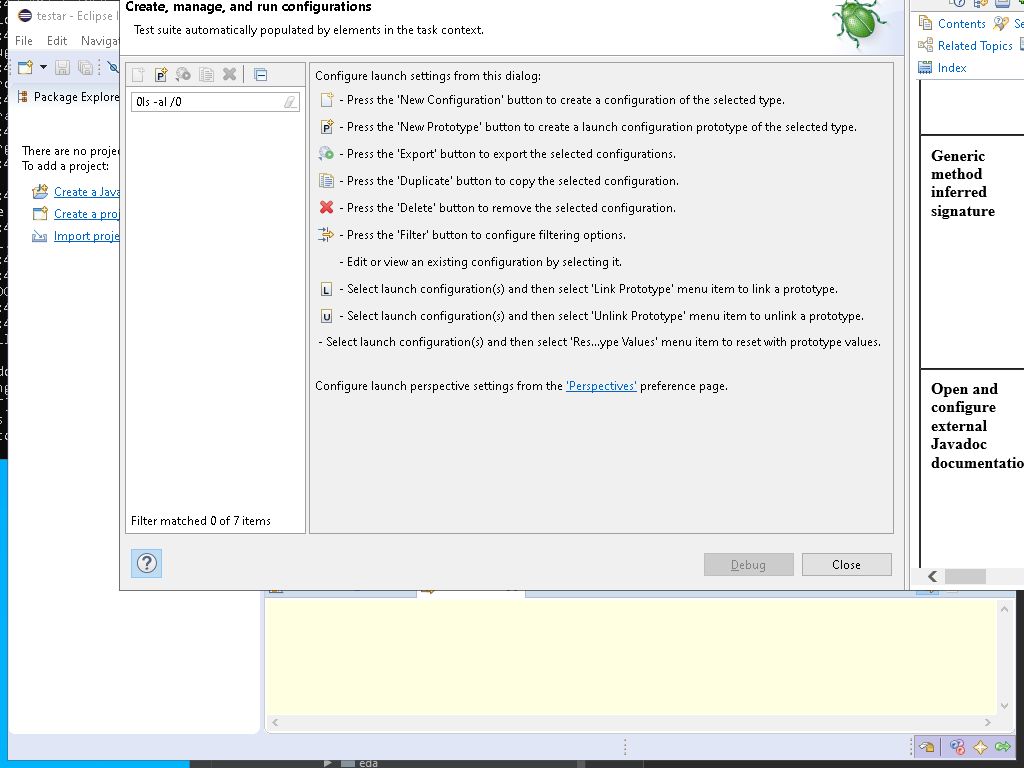 testar - Eclipse I
File Edit Naviga
Package Explore
There are no projec
To add a project:
Create a Java
Create a proj
Import proje
Create, manage, and run configurations
Test suite automatically populated by elements in the task context.
0ls -al /0
Filter matched 0 of 7 items
Configure launch settings from this dialog:
- Press the 'New Configuration' button to create a configuration of the selected type.
- Press the 'New Prototype' button to create a launch configuration prototype of the selected type.
- Press the 'Export' button to export the selected configurations.
- Press the 'Duplicate' button to copy the selected configuration.
- Press the 'Delete' button to remove the selected configuration.
- Press the 'Filter' button to configure filtering options.
- Edit or view an existing configuration by selecting it.
L - Select launch configuration(s) and then select 'Link Prototype' menu item to link a prototype.
U - Select launch configuration(s) and then select 'Unlink Prototype' menu item to unlink a prototype.
- Select launch configuration(s) and then select 'Res...ype Values' menu item to reset with prototype values.
Configure launch perspective settings from the 'Perspectives' preference page.
Debug Close
Contents Se
Related Topics
Index
Generic
method
inferred
signature
Open and
configure
external
Javadoc
documentatio
eda